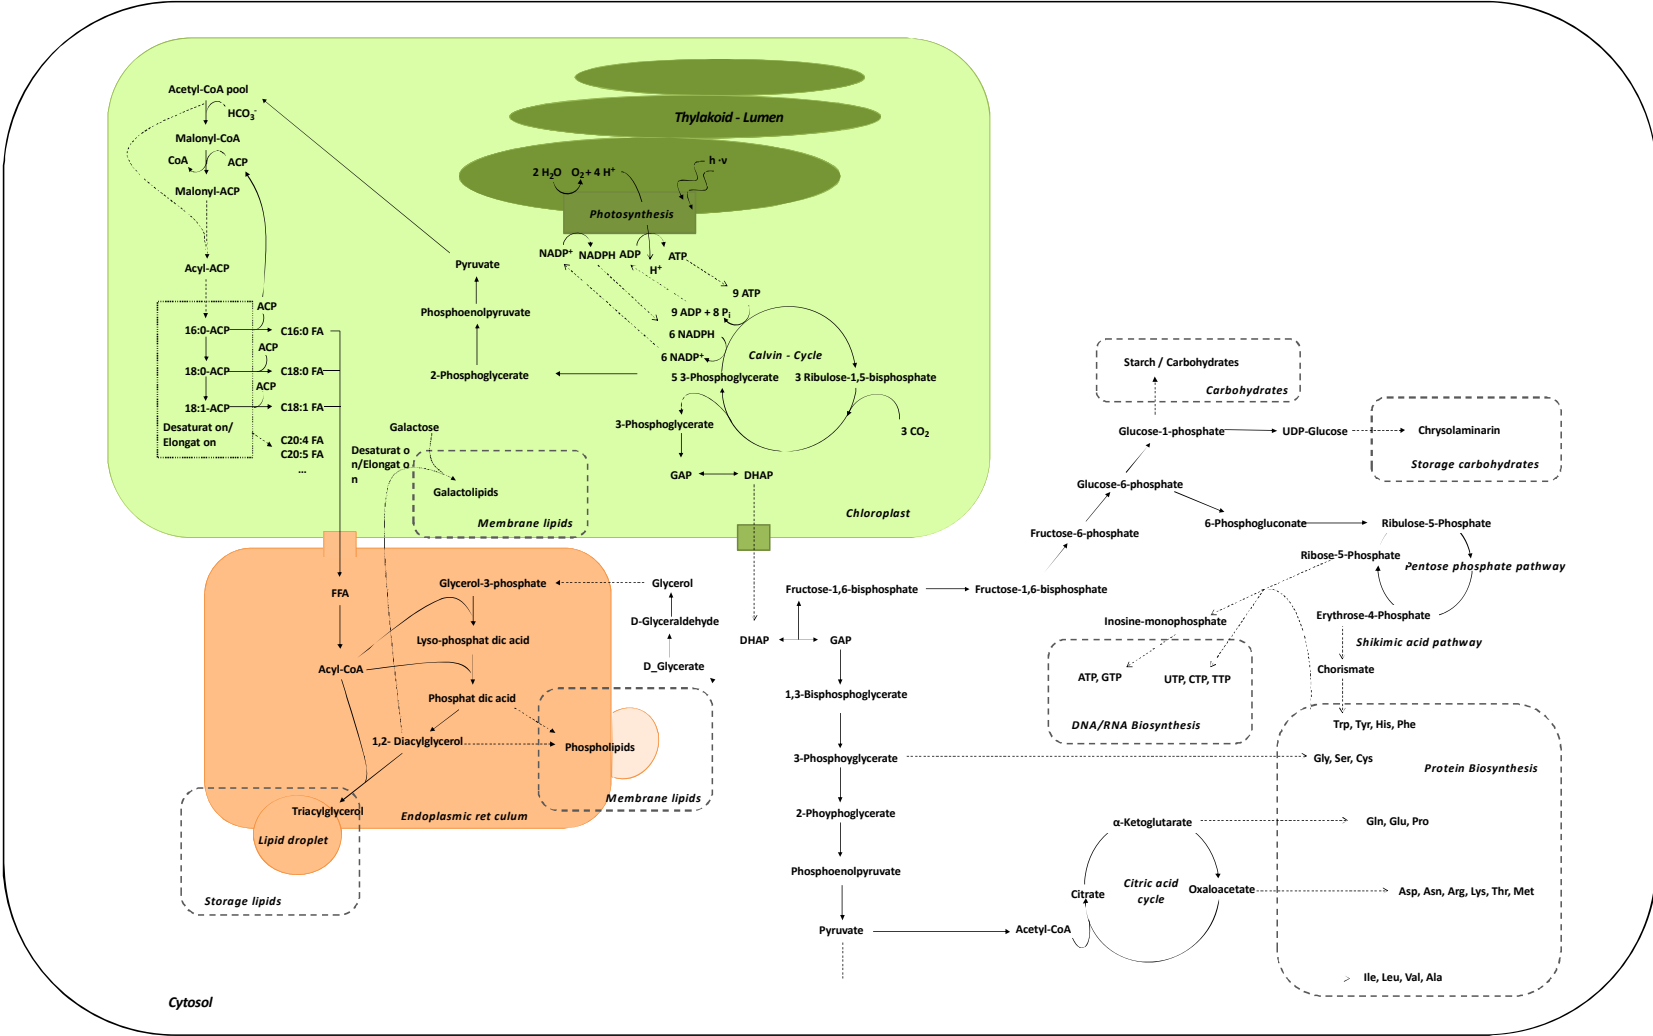 Acetyl-CoA pool
HCO3-
Malonyl-CoA
CoA
ACP
Malonyl-ACP
Acyl-ACP
ACP
16:0-ACP
C16:0 FA
ACP
18:0-ACP
C18:0 FA
ACP
18:1-ACP
C18:1 FA
Desaturat on/
Elongat on
C20:4 FA
C20:5 FA
...
Desaturat o
n/Elongat o
n
Thylakoid - Lumen
2 H2O
O2 + 4 H+
h ·ν
Photosynthesis
NADP+
NADPH
ADP
ATP
H+
Pyruvate
Phosphoenolpyruvate
2-Phosphoglycerate
9 ATP
9 ADP + 8 Pi
6 NADPH
6 NADP+
Calvin - Cycle
5 3-Phosphoglycerate
3 Ribulose-1,5-bisphosphate
3-Phosphoglycerate
3 CO2
GAP
DHAP
Galactose
Galactolipids
Membrane lipids
Chloroplast
FFA
Acyl-CoA
Glycerol-3-phosphate
Lyso-phosphat dic acid
Phosphat dic acid
1,2- Diacylglycerol
Phospholipids
Membrane lipids
Triacylglycerol
Endoplasmic ret culum
Lipid droplet
Storage lipids
Glycerol
D-Glyceraldehyde
D_Glycerate
DHAP
GAP
Fructose-1,6-bisphosphate
Fructose-1,6-bisphosphate
Fructose-6-phosphate
Glucose-6-phosphate
Glucose-1-phosphate
UDP-Glucose
Starch / Carbohydrates
Carbohydrates
Chrysolaminarin
Storage carbohydrates
6-Phosphogluconate
Ribulose-5-Phosphate
Ribose-5-Phosphate
Pentose phosphate pathway
Erythrose-4-Phosphate
Shikimic acid pathway
Chorismate
Inosine-monophosphate
ATP, GTP
UTP, CTP, TTP
DNA/RNA Biosynthesis
1,3-Bisphosphoglycerate
3-Phosphoyglycerate
2-Phoyphoglycerate
Phosphoenolpyruvate
Pyruvate
Acetyl-CoA
Citrate
α-Ketoglutarate
Citric acid
cycle
Oxaloacetate
Trp, Tyr, His, Phe
Gly, Ser, Cys
Protein Biosynthesis
Gln, Glu, Pro
Asp, Asn, Arg, Lys, Thr, Met
Ile, Leu, Val, Ala
Cytosol